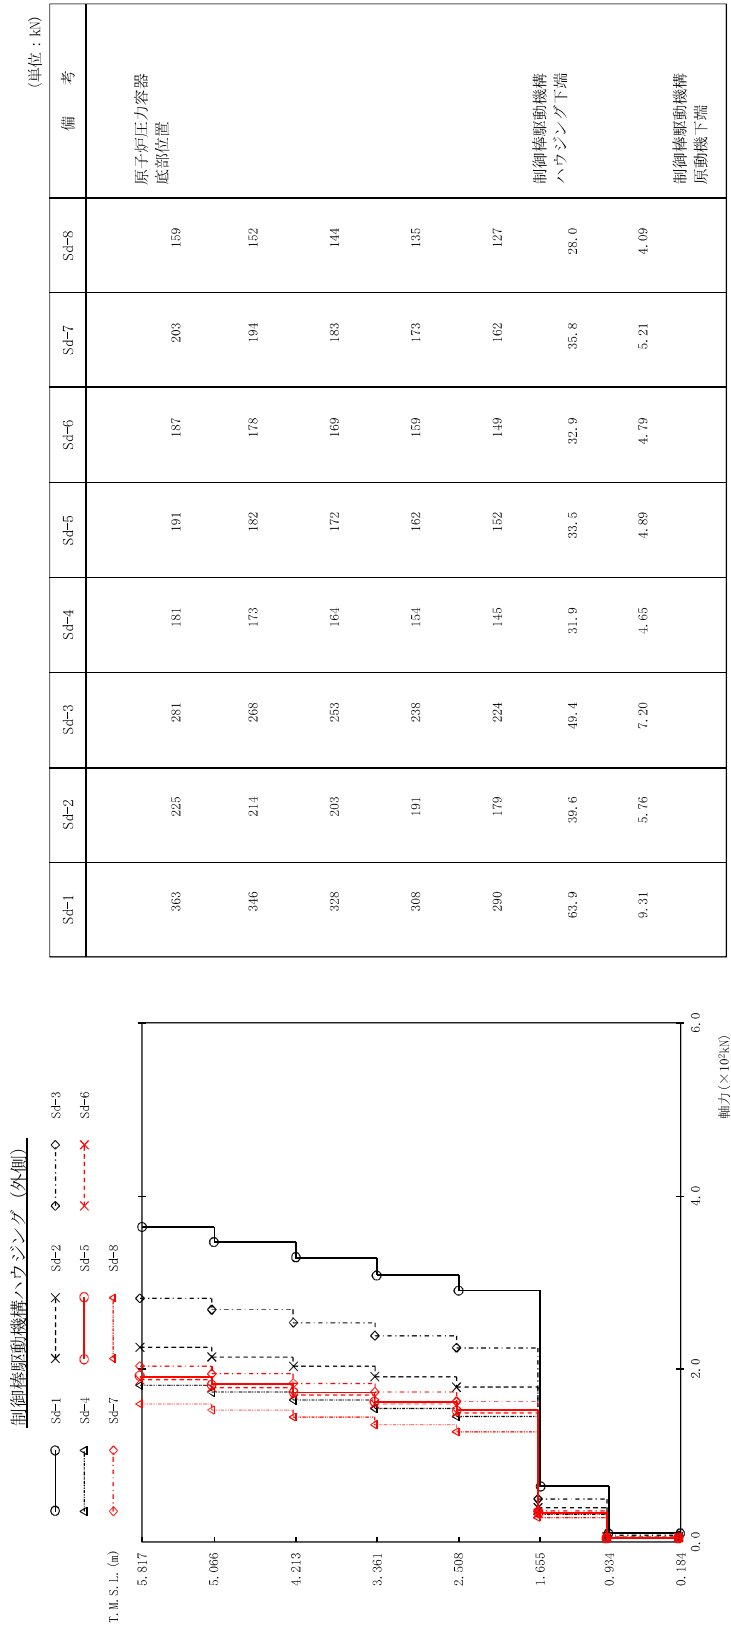 制御棒駆動機構ハウジング（外側）
Sd-1
Sd-2
Sd-3
Sd-4
Sd-5
Sd-6
Sd-7
Sd-8
T.M.S.L.(m)
5.817
5.066
4.213
3.361
2.508
1.655
0.934
0.184
0.0
2.0
4.0
6.0
軸力(×10²kN)
(単位：kN)
Sd-1 Sd-2 Sd-3 Sd-4 Sd-5 Sd-6 Sd-7 Sd-8 備　考
原子炉圧力容器
363 225 281 181 191 187 203 159 底部位置
346 214 268 173 182 178 194 152
328 203 253 164 172 169 183 144
308 191 238 154 162 159 173 135
290 179 224 145 152 149 162 127
制御棒駆動機構
ハウジング下端
63.9 39.6 49.4 31.9 33.5 32.9 35.8 28.0
9.31 5.76 7.20 4.65 4.89 4.79 5.21 4.09
制御棒駆動機構
原動機下端